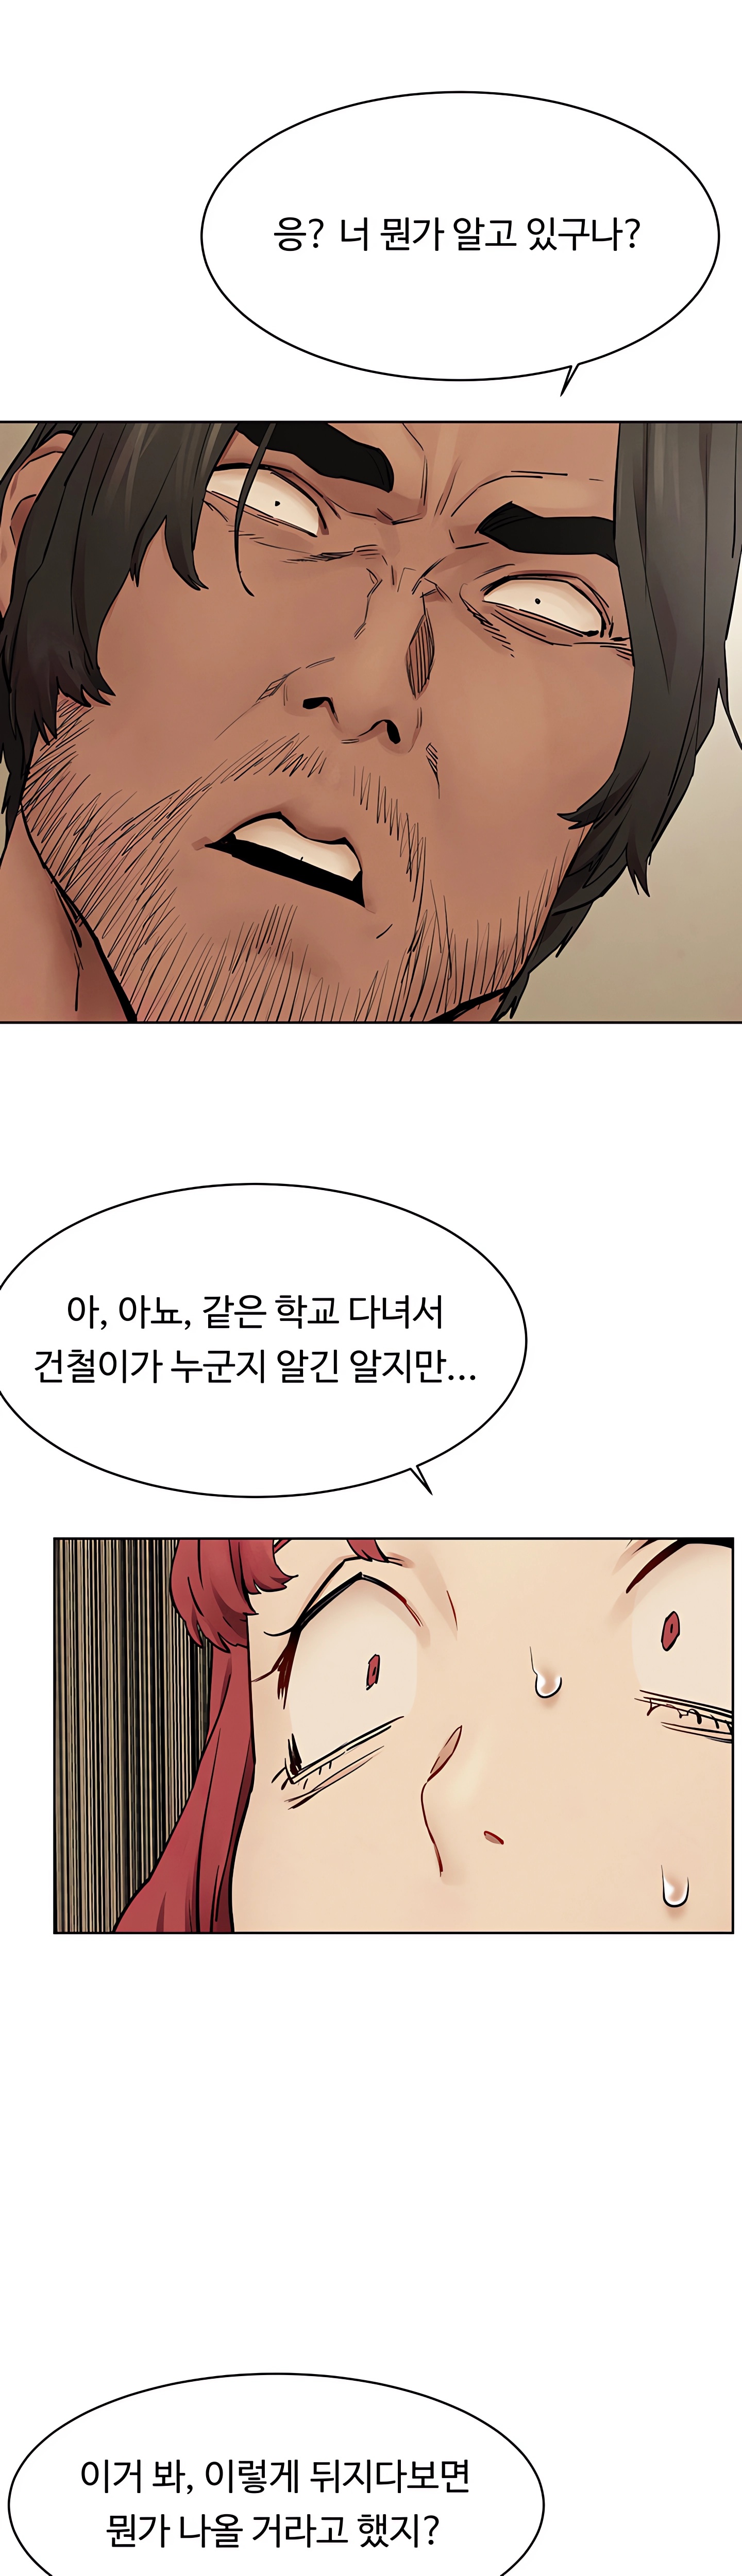 응? 너 뭔가 알고 있구나?
아, 아뇨, 같은 학교 다녀서
건철이가 누군지 알긴 알지만...
이거 봐, 이렇게 뒤지다보면
뭔가 나올 거라고 했지?